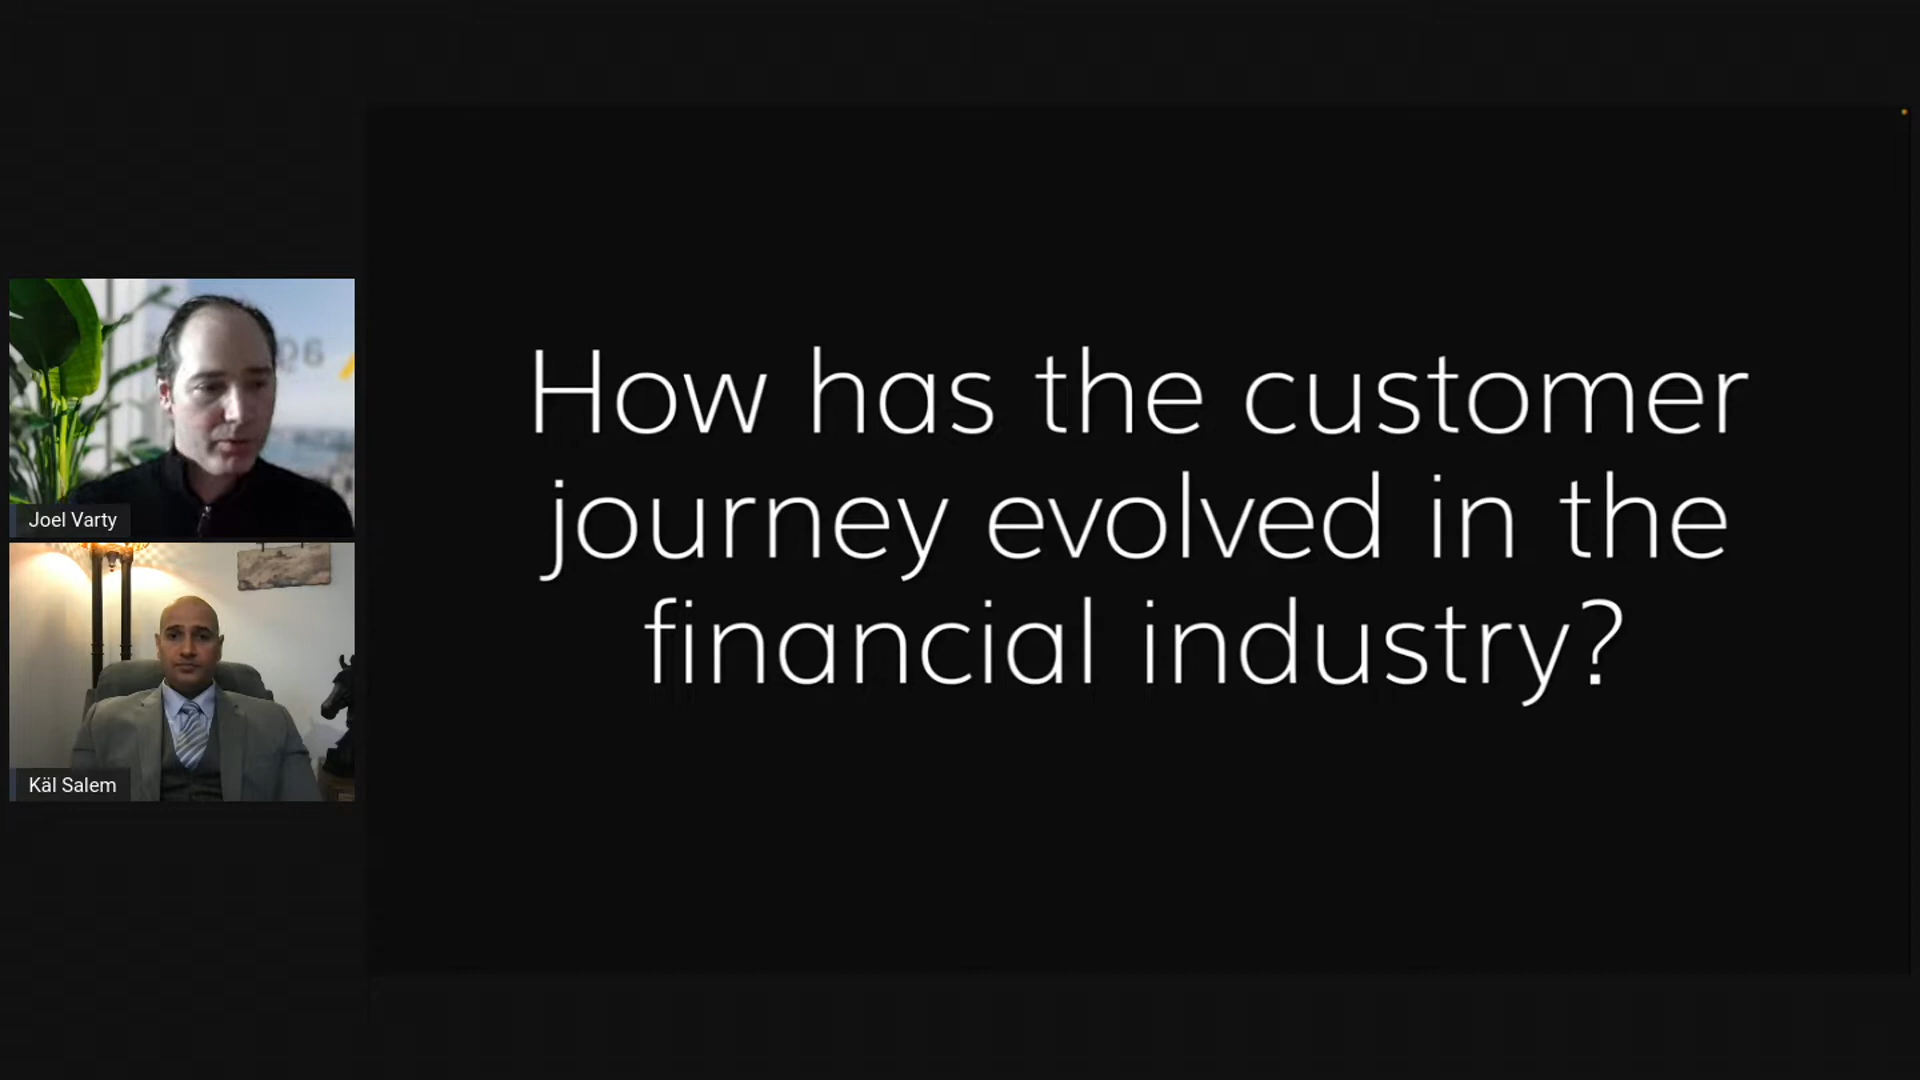 Joel Varty
Käl Salem
How has the customer
journey evolved in the
financial industry?